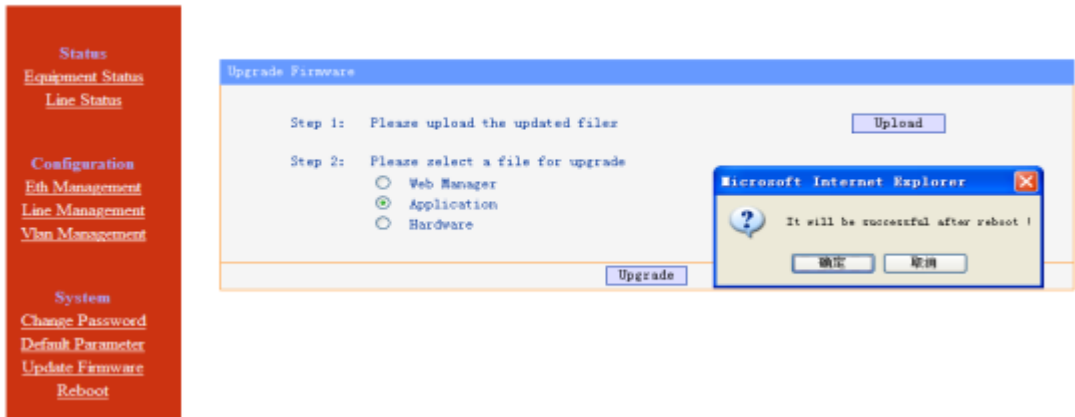 Status
Equipment Status
Line Status
Configuration
Eth Management
Line Management
Vlan Management
System
Change Password
Default Parameter
Update Firmware
Reboot
Upgrade Firmware
Step 1: Please upload the updated files
Upload
Step 2: Please select a file for upgrade
Web Manager
Application
Hardware
Upgrade
Microsoft Internet Explorer
It will be successful after reboot !
确定
取消